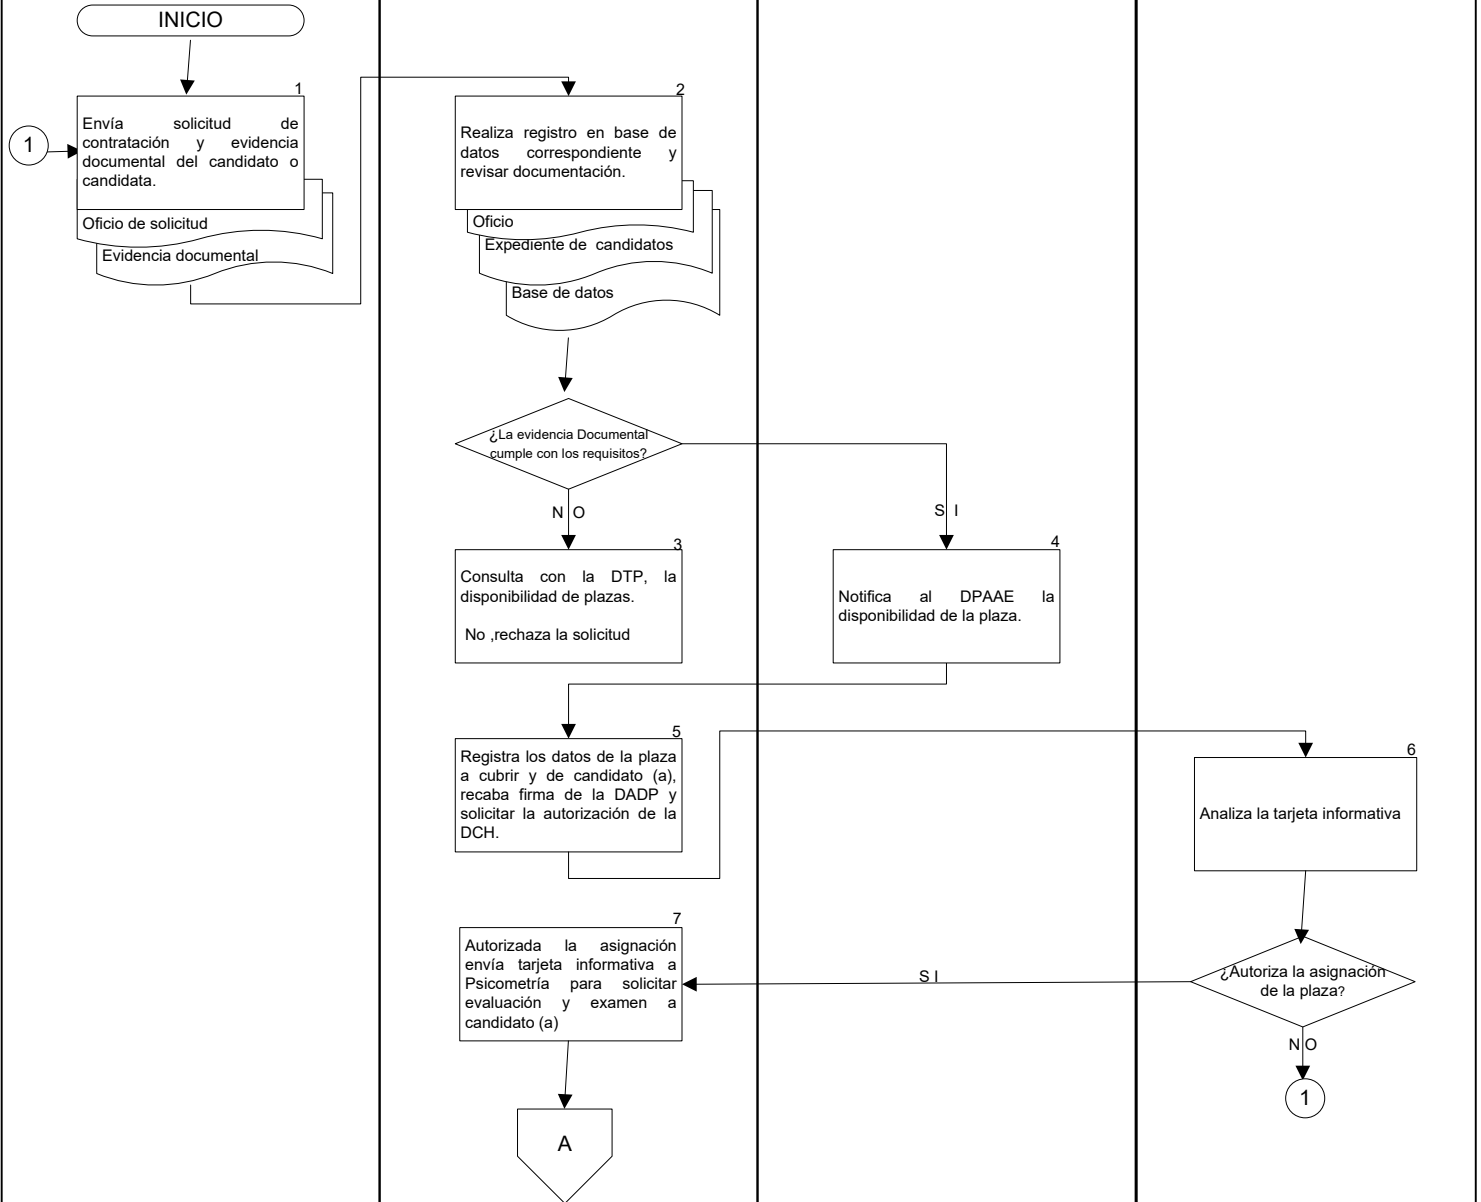 INICIO
1
Envía solicitud de
contratación y evidencia
documental del candidato o
candidata.
1
Oficio de solicitud
Evidencia documental
2
Realiza registro en base de
datos correspondiente y
revisar documentación.
Oficio
Expediente de candidatos
Base de datos
¿La evidencia Documental
cumple con los requisitos?
N O
S I
3
Consulta con la DTP, la
disponibilidad de plazas.
No ,rechaza la solicitud
4
Notifica al DPAAE la
disponibilidad de la plaza.
5
Registra los datos de la plaza
a cubrir y de candidato (a),
recaba firma de la DADP y
solicitar la autorización de la
DCH.
6
Analiza la tarjeta informativa
7
Autorizada la asignación
envía tarjeta informativa a
Psicometría para solicitar
evaluación y examen a
candidato (a)
S I
¿Autoriza la asignación
de la plaza?
N O
1
A